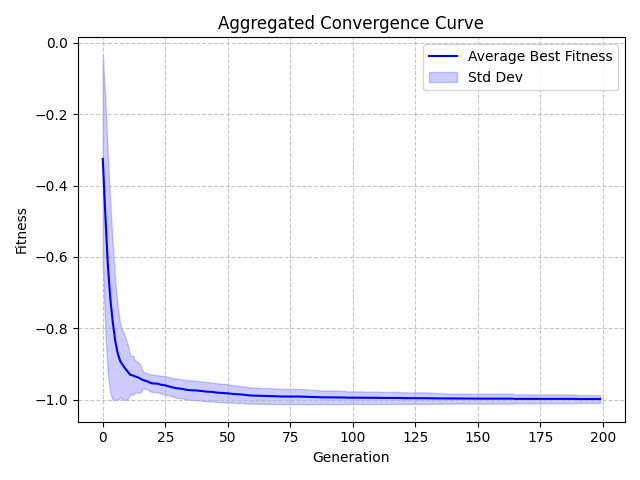 Aggregated Convergence Curve
Average Best Fitness
Std Dev
Fitness
0.0
−0.2
−0.4
−0.6
−0.8
−1.0
0 25 50 75 100 125 150 175 200
Generation